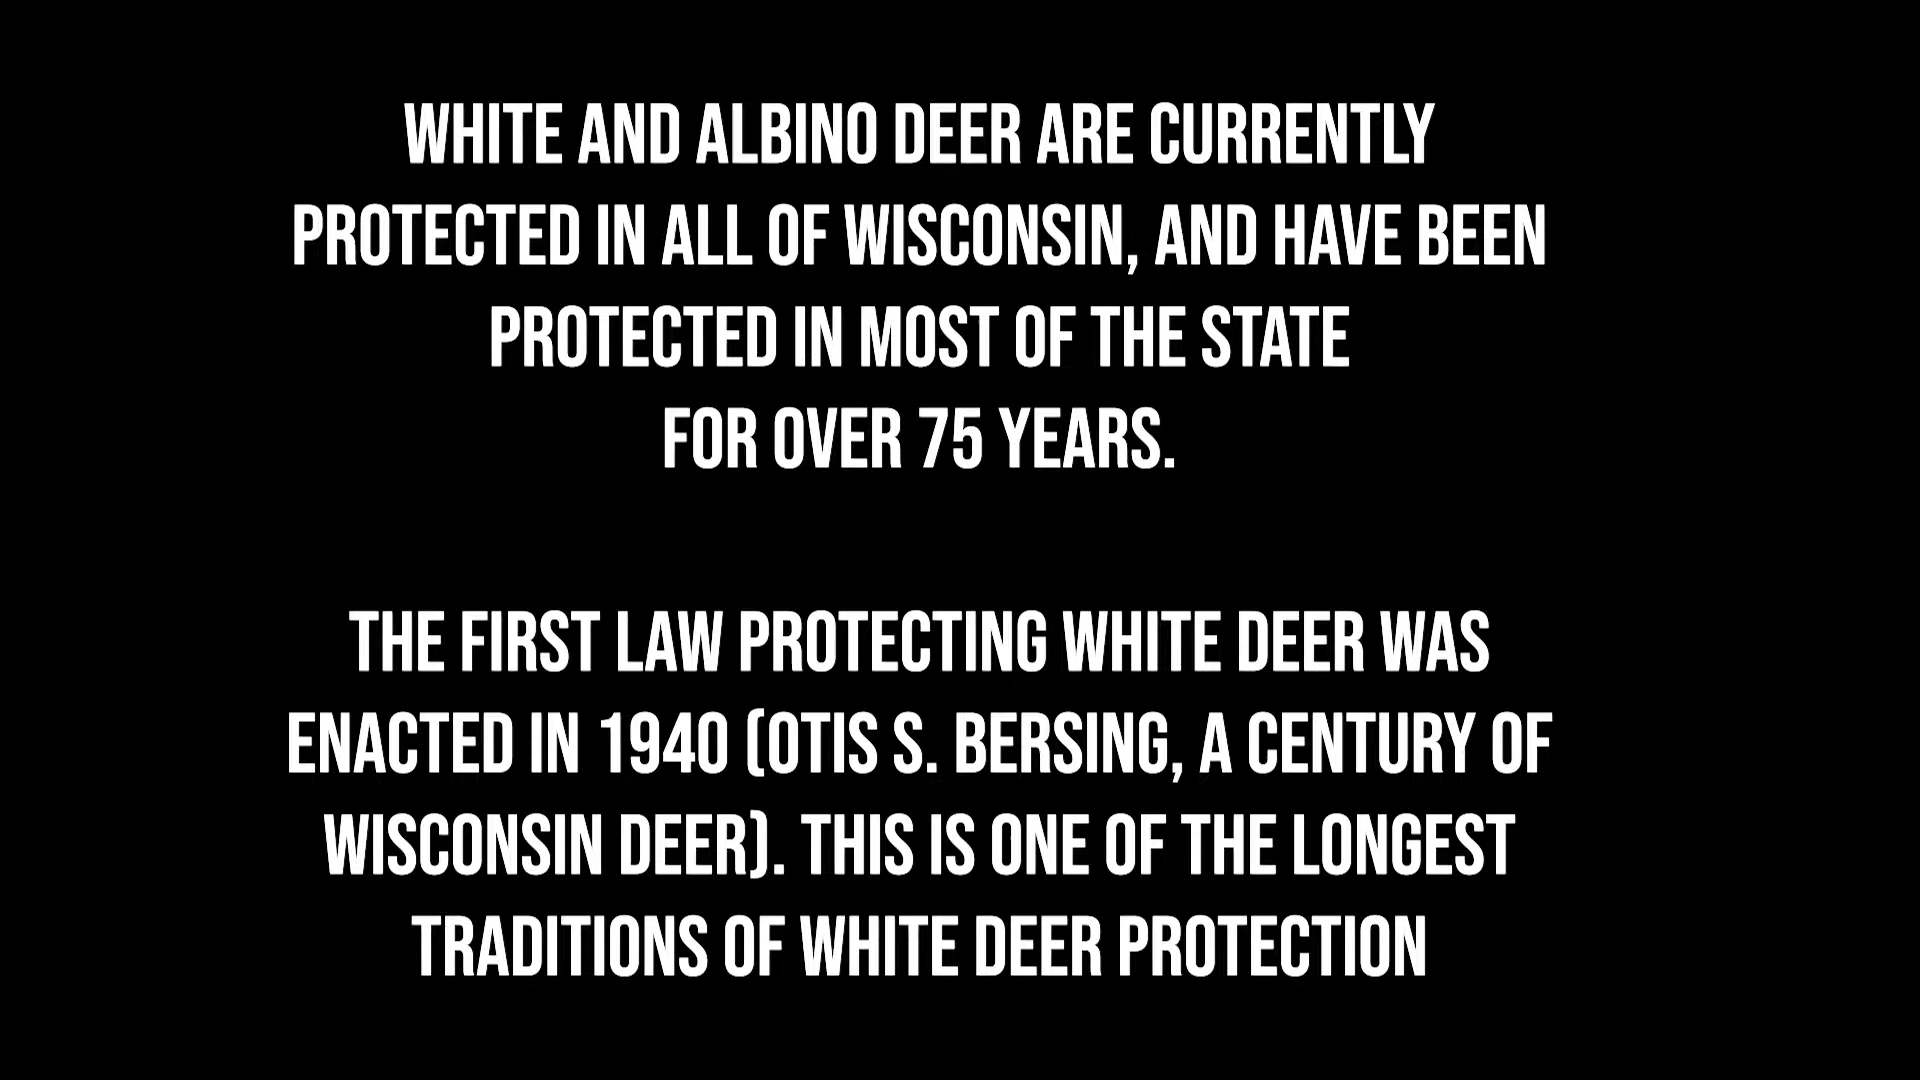 WHITE AND ALBINO DEER ARE CURRENTLY
PROTECTED IN ALL OF WISCONSIN, AND HAVE BEEN
PROTECTED IN MOST OF THE STATE
FOR OVER 75 YEARS.
THE FIRST LAW PROTECTING WHITE DEER WAS
ENACTED IN 1940 (OTIS S. BERSING, A CENTURY OF
WISCONSIN DEER). THIS IS ONE OF THE LONGEST
TRADITIONS OF WHITE DEER PROTECTION